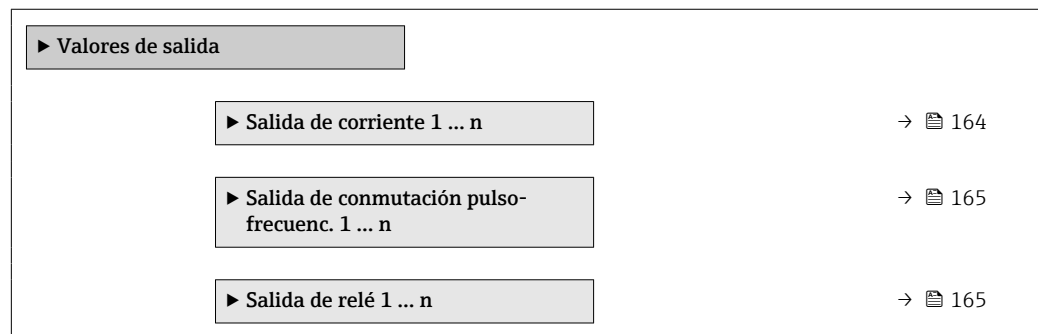 ► Valores de salida
► Salida de corriente 1 … n → 164
► Salida de conmutación pulso-
frecuenc. 1 … n → 165
► Salida de relé 1 … n → 165